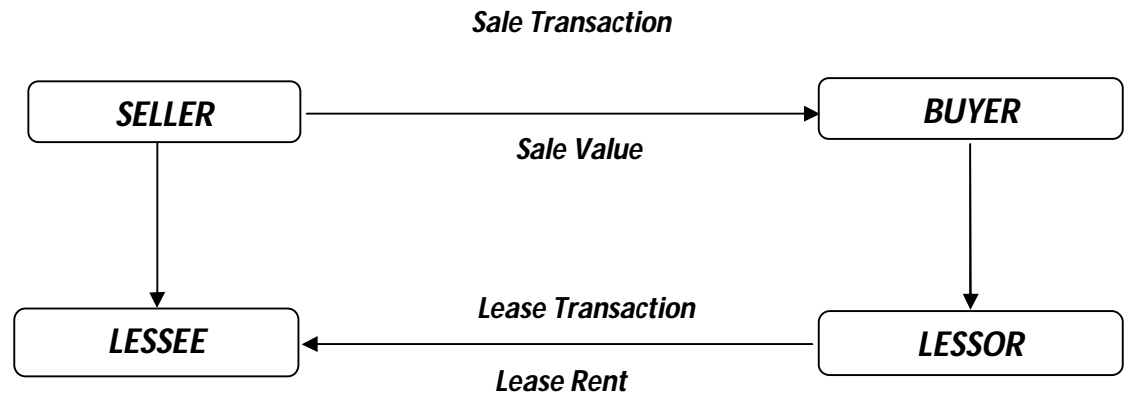 Sale Transaction
SELLER
BUYER
Sale Value
Lease Transaction
LESSEE
LESSOR
Lease Rent